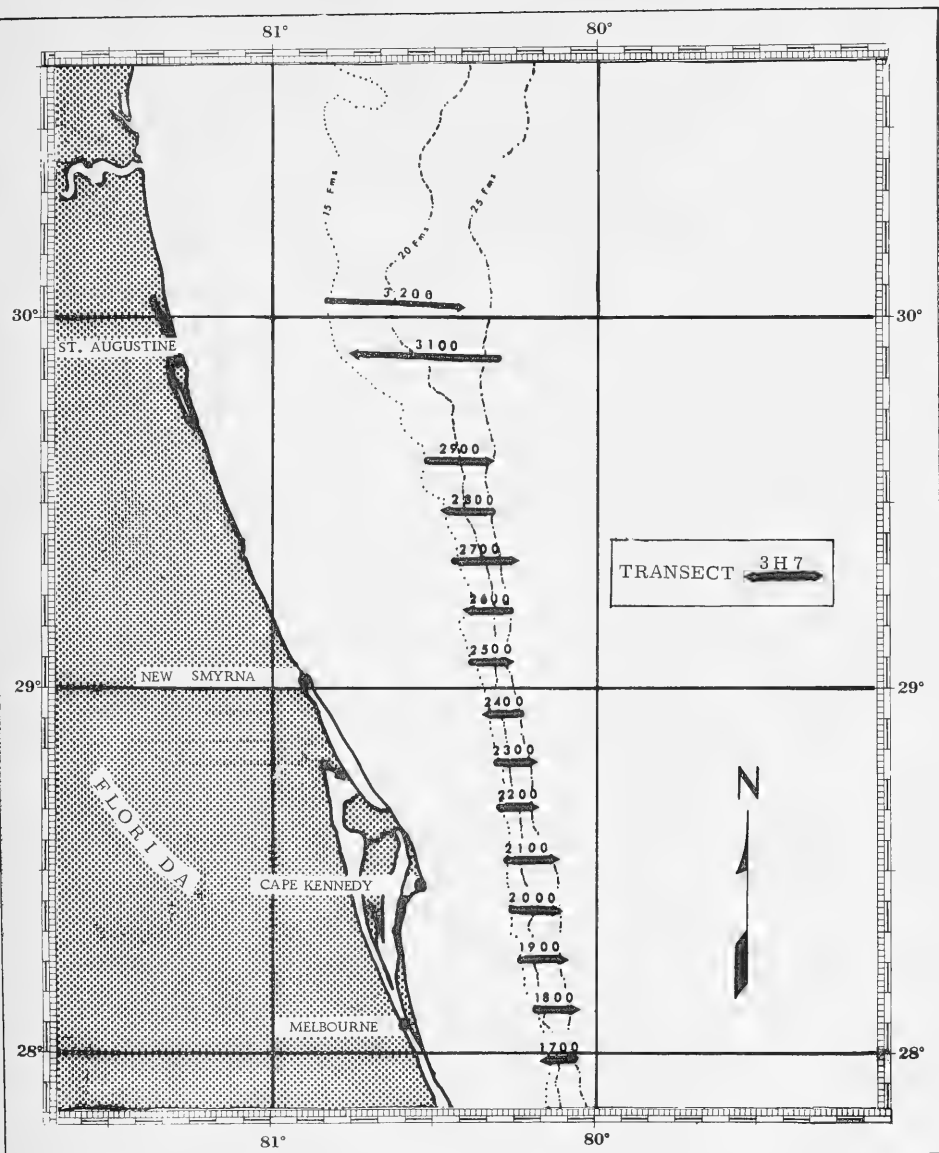 81° 80°
15 Fms
20 Fms
25 Fms
3200
30° 30°
3100
ST. AUGUSTINE
2900
2800
2700
TRANSECT 3H7
2600
2500
NEW SMYRNA
29° 29°
2400
2300
N
2200
FLORIDA
2100
CAPE KENNEDY
2000
1900
1800
MELBOURNE
1700
28° 28°
81° 80°